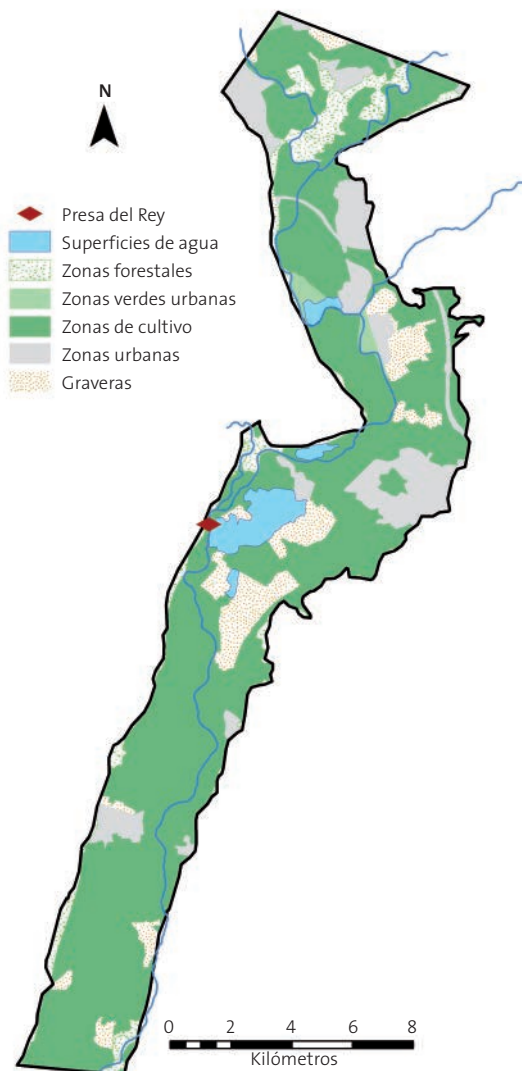 N
Presa del Rey
Superficies de agua
Zonas forestales
Zonas verdes urbanas
Zonas de cultivo
Zonas urbanas
Graveras
0 2 4 6 8
Kilómetros